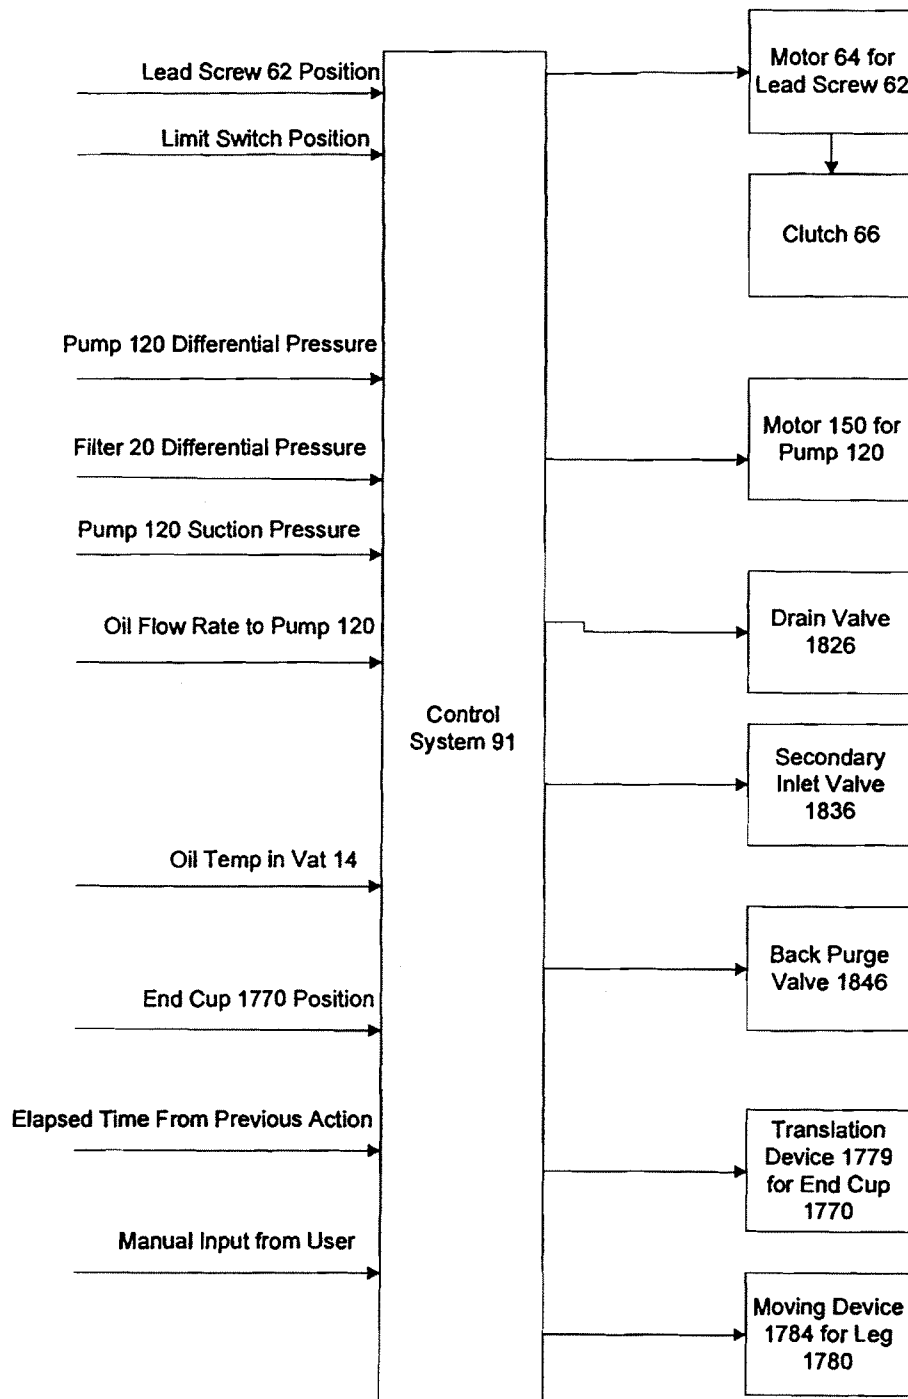 Lead Screw 62 Position
Limit Switch Position
Pump 120 Differential Pressure
Filter 20 Differential Pressure
Pump 120 Suction Pressure
Oil Flow Rate to Pump 120
Oil Temp in Vat 14
End Cup 1770 Position
Elapsed Time From Previous Action
Manual Input from User
Control
System 91
Motor 64 for
Lead Screw 62
Clutch 66
Motor 150 for
Pump 120
Drain Valve
1826
Secondary
Inlet Valve
1836
Back Purge
Valve 1846
Translation
Device 1779
for End Cup
1770
Moving Device
1784 for Leg
1780